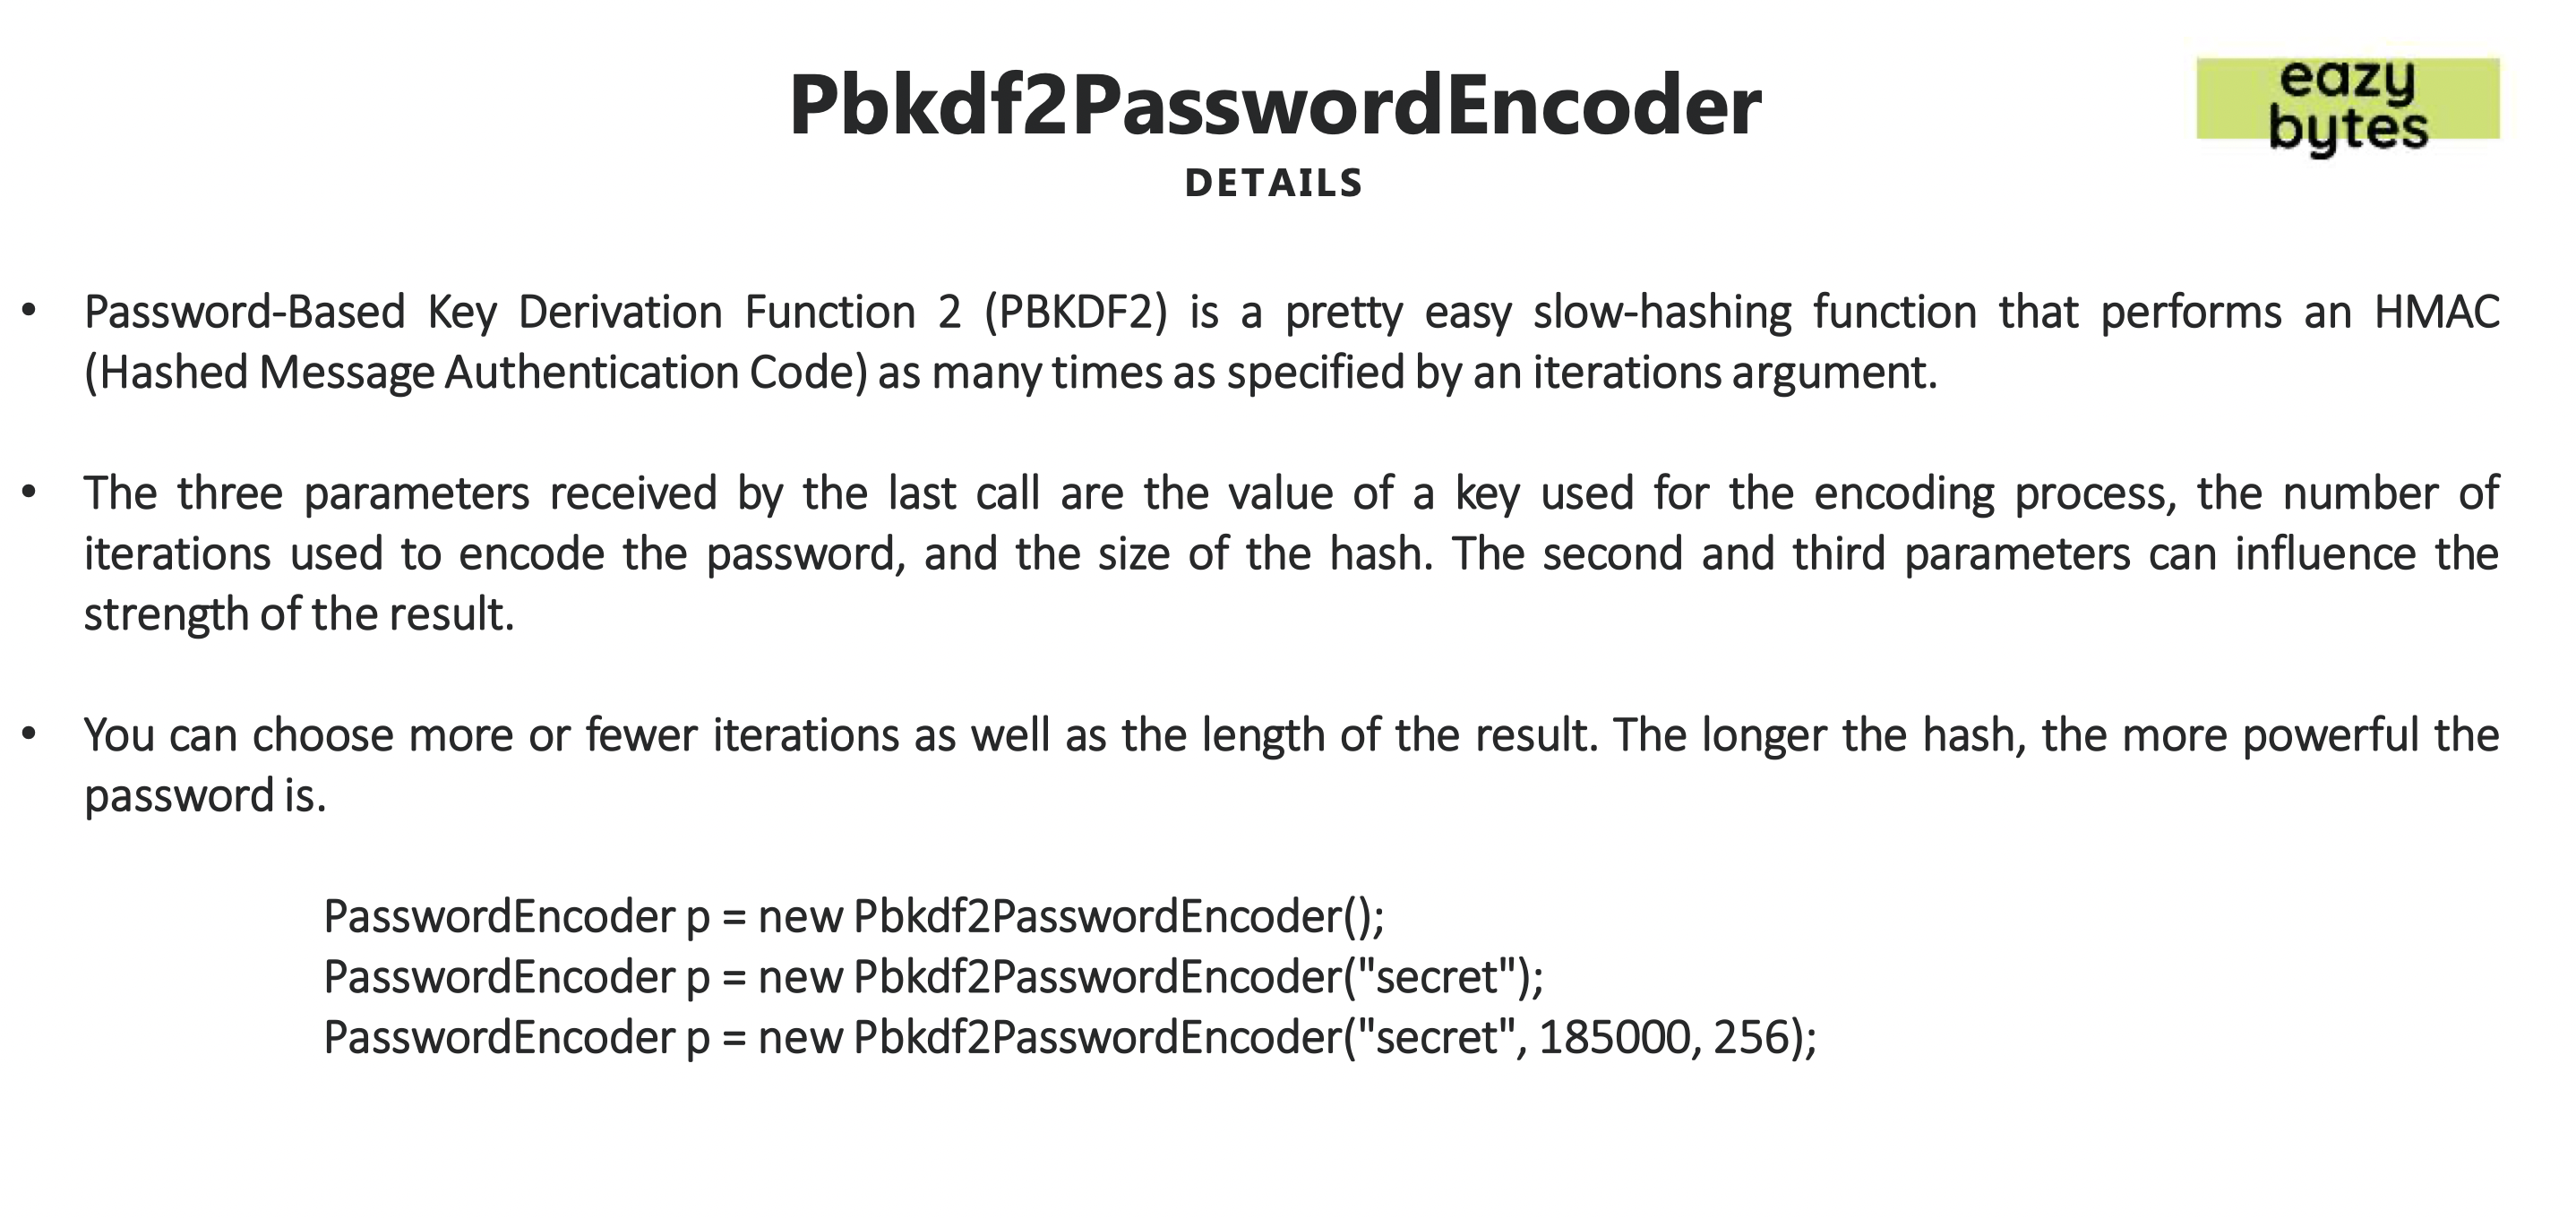 Pbkdf2PasswordEncoder
DETAILS
eazy
bytes
• Password-Based Key Derivation Function 2 (PBKDF2) is a pretty easy slow-hashing function that performs an HMAC
(Hashed Message Authentication Code) as many times as specified by an iterations argument.
• The three parameters received by the last call are the value of a key used for the encoding process, the number of
iterations used to encode the password, and the size of the hash. The second and third parameters can influence the
strength of the result.
• You can choose more or fewer iterations as well as the length of the result. The longer the hash, the more powerful the
password is.
PasswordEncoder p = new Pbkdf2PasswordEncoder();
PasswordEncoder p = new Pbkdf2PasswordEncoder("secret");
PasswordEncoder p = new Pbkdf2PasswordEncoder("secret", 185000, 256);